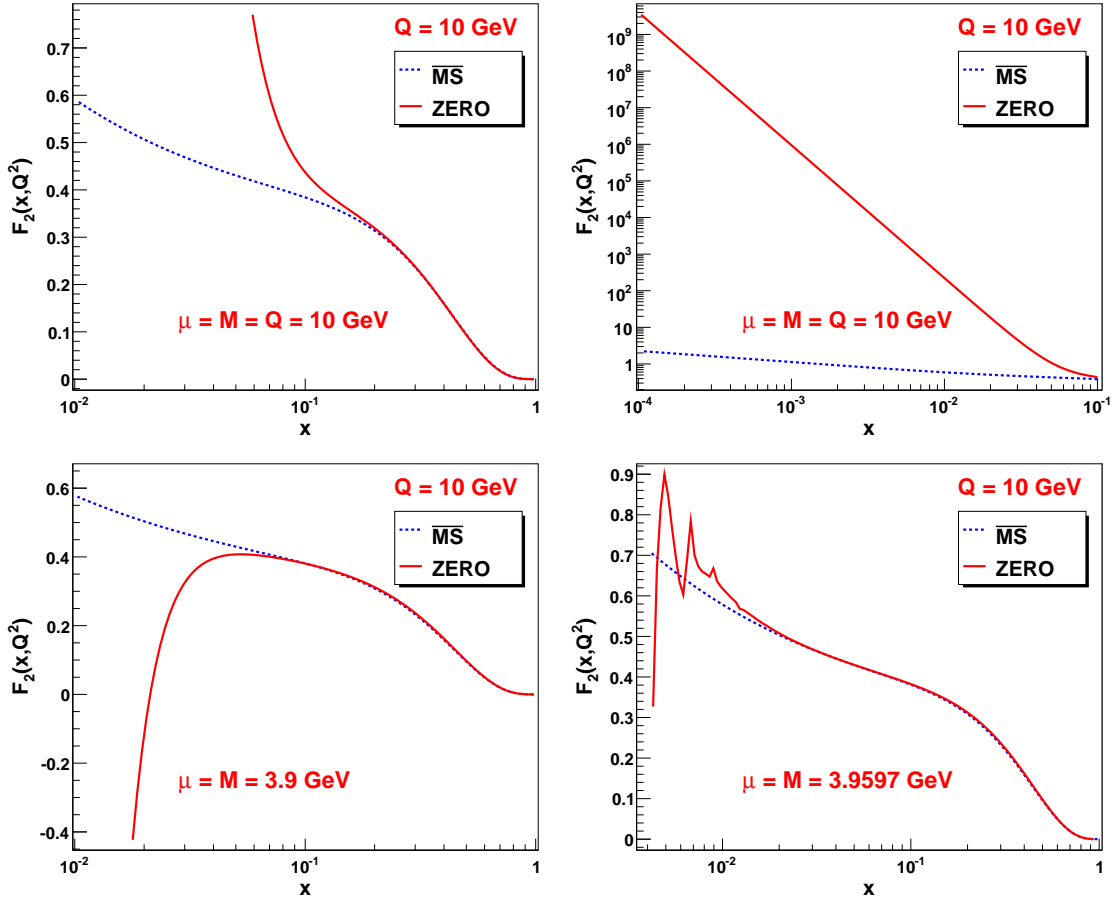 Q = 10 GeV
M̅S̅
ZERO
F₂(x,Q²)
0.7
0.6
0.5
0.4
0.3
0.2
0.1
0
μ = M = Q = 10 GeV
10⁻² 10⁻¹ 1
x
Q = 10 GeV
M̅S̅
ZERO
F₂(x,Q²)
10⁹
10⁸
10⁷
10⁶
10⁵
10⁴
10³
10²
10
1
μ = M = Q = 10 GeV
10⁻⁴ 10⁻³ 10⁻² 10⁻¹
x
Q = 10 GeV
M̅S̅
ZERO
F₂(x,Q²)
0.6
0.4
0.2
0
-0.2
-0.4
μ = M = 3.9 GeV
10⁻² 10⁻¹ 1
x
Q = 10 GeV
M̅S̅
ZERO
F₂(x,Q²)
0.9
0.8
0.7
0.6
0.5
0.4
0.3
0.2
0.1
0
μ = M = 3.9597 GeV
10⁻² 10⁻¹ 1
x